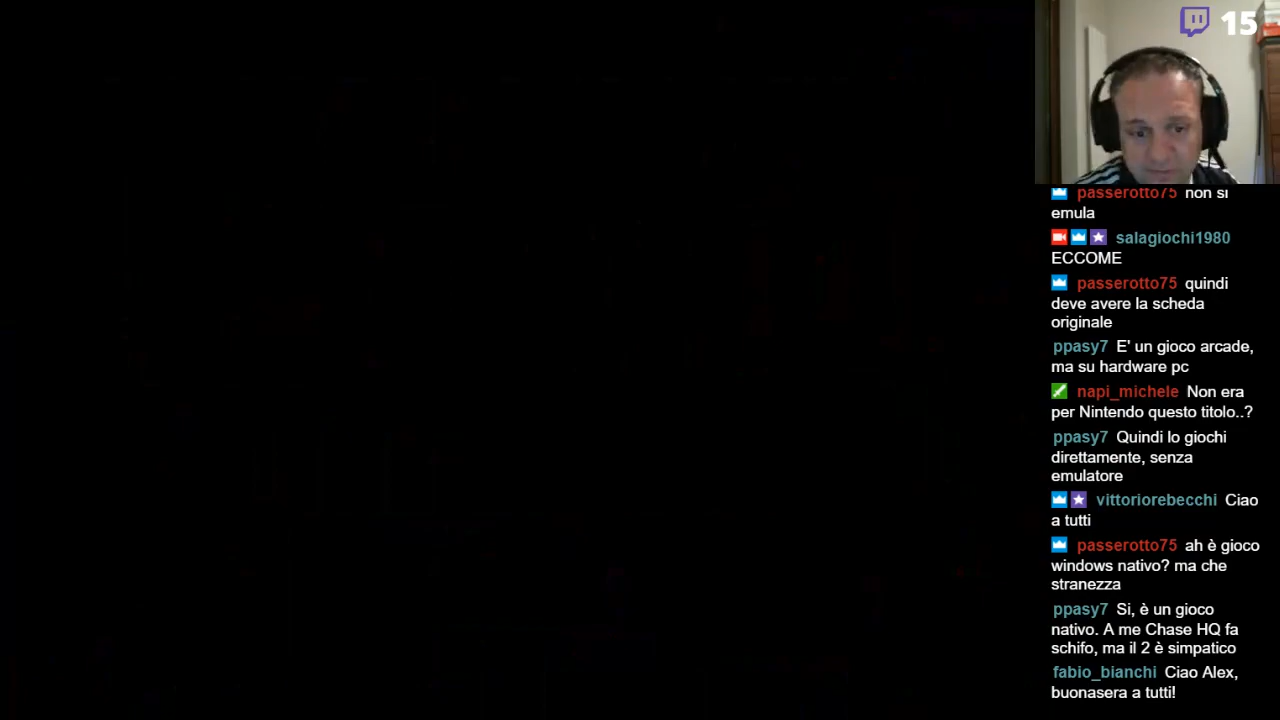 15
passerotto75 non si
emula
salagiochi1980
ECCOME
passerotto75 quindi
deve avere la scheda
originale
ppasy7 E' un gioco arcade,
ma su hardware pc
napi_michele Non era
per Nintendo questo titolo..?
ppasy7 Quindi lo giochi
direttamente, senza
emulatore
vittoriorebecchi Ciao
a tutti
passerotto75 ah è gioco
windows nativo? ma che
stranezza
ppasy7 Si, è un gioco
nativo. A me Chase HQ fa
schifo, ma il 2 è simpatico
fabio_bianchi Ciao Alex,
buonasera a tutti!